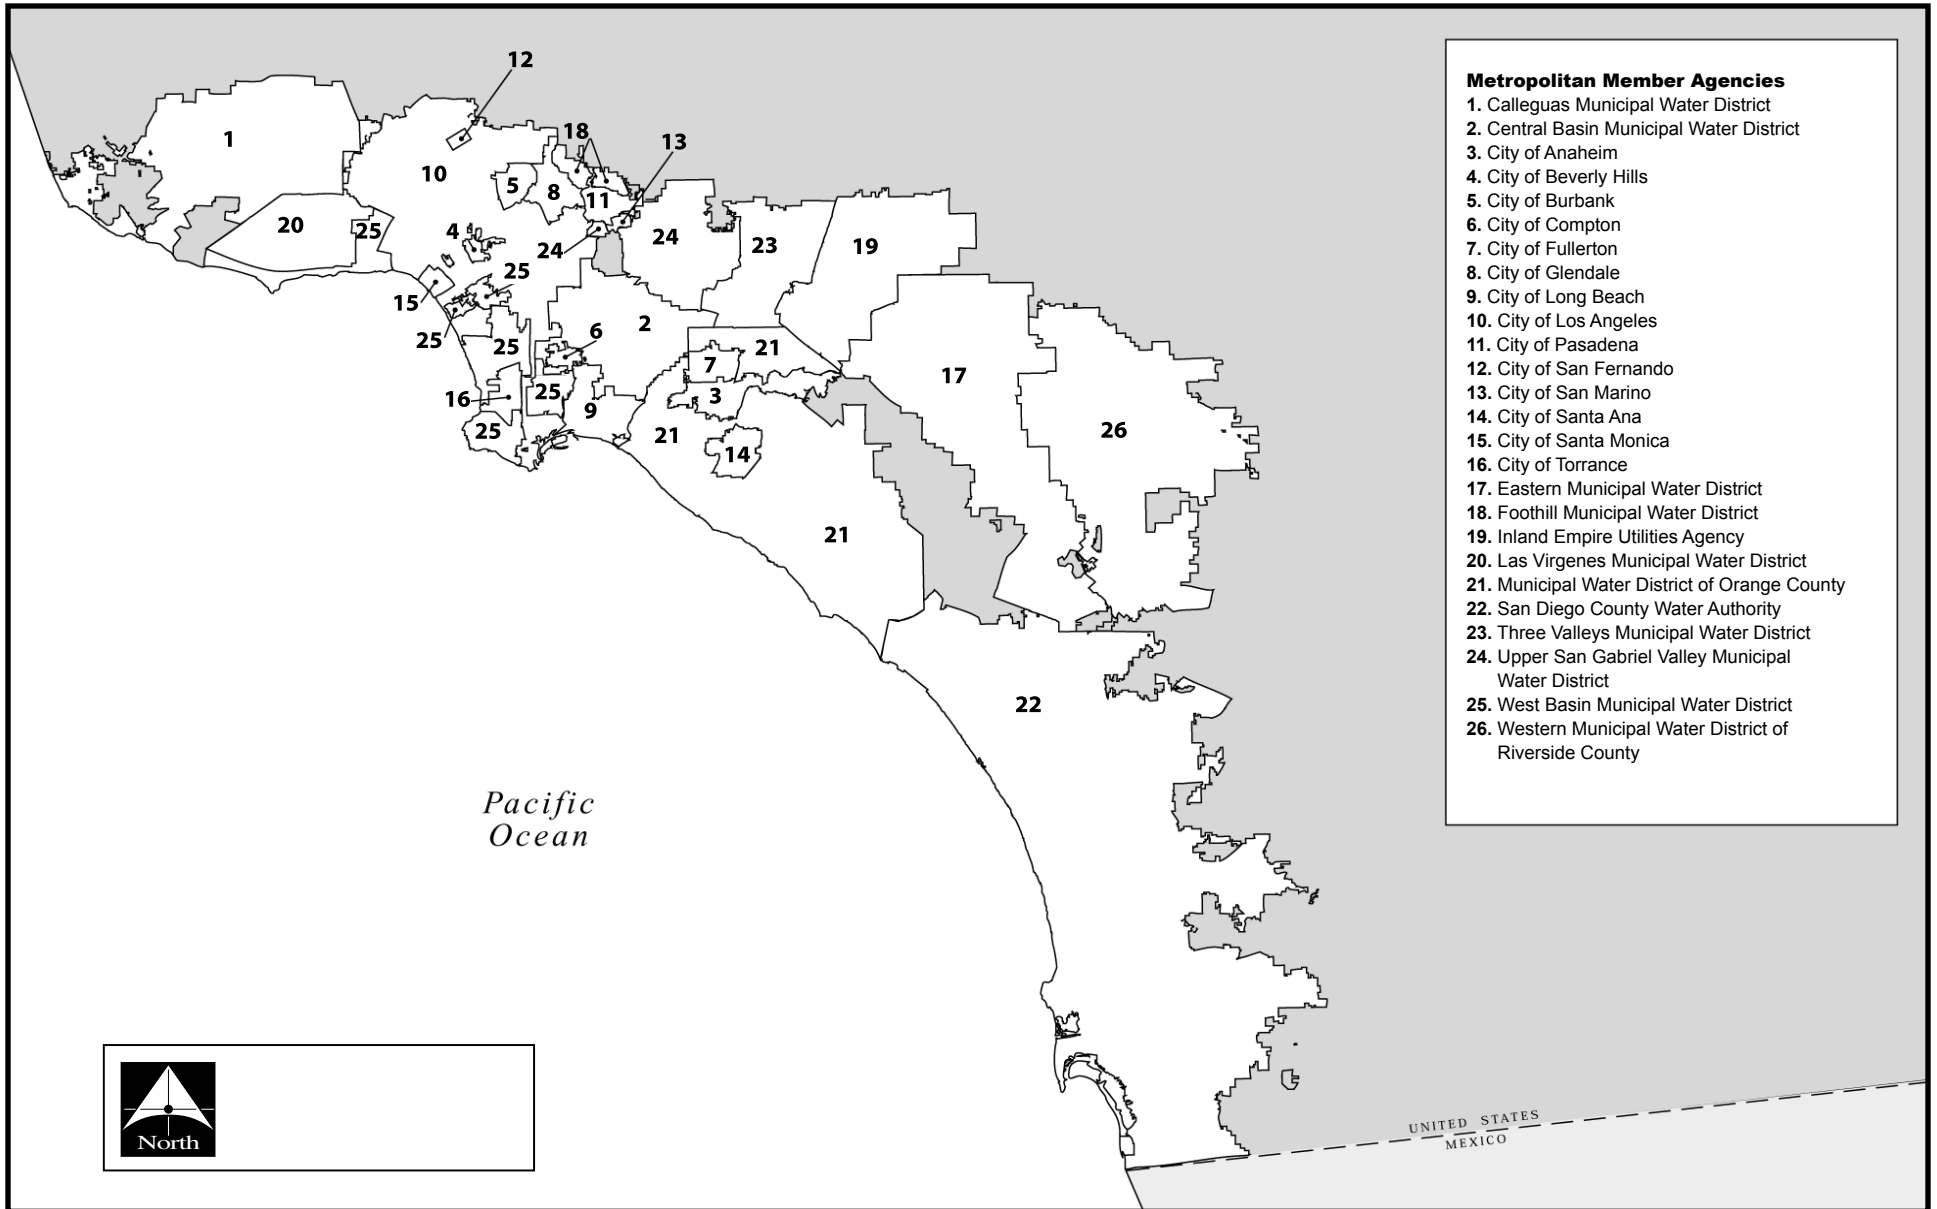 12
18
13
1
10
5
8
11
20
25
4
24
24
23
19
25
15
25
6
2
21
25
7
17
16
25
3
9
25
21
14
26
21
22
Metropolitan Member Agencies
1. Calleguas Municipal Water District
2. Central Basin Municipal Water District
3. City of Anaheim
4. City of Beverly Hills
5. City of Burbank
6. City of Compton
7. City of Fullerton
8. City of Glendale
9. City of Long Beach
10. City of Los Angeles
11. City of Pasadena
12. City of San Fernando
13. City of San Marino
14. City of Santa Ana
15. City of Santa Monica
16. City of Torrance
17. Eastern Municipal Water District
18. Foothill Municipal Water District
19. Inland Empire Utilities Agency
20. Las Virgenes Municipal Water District
21. Municipal Water District of Orange County
22. San Diego County Water Authority
23. Three Valleys Municipal Water District
24. Upper San Gabriel Valley Municipal
Water District
25. West Basin Municipal Water District
26. Western Municipal Water District of
Riverside County
Pacific
Ocean
North
UNITED STATES
MEXICO